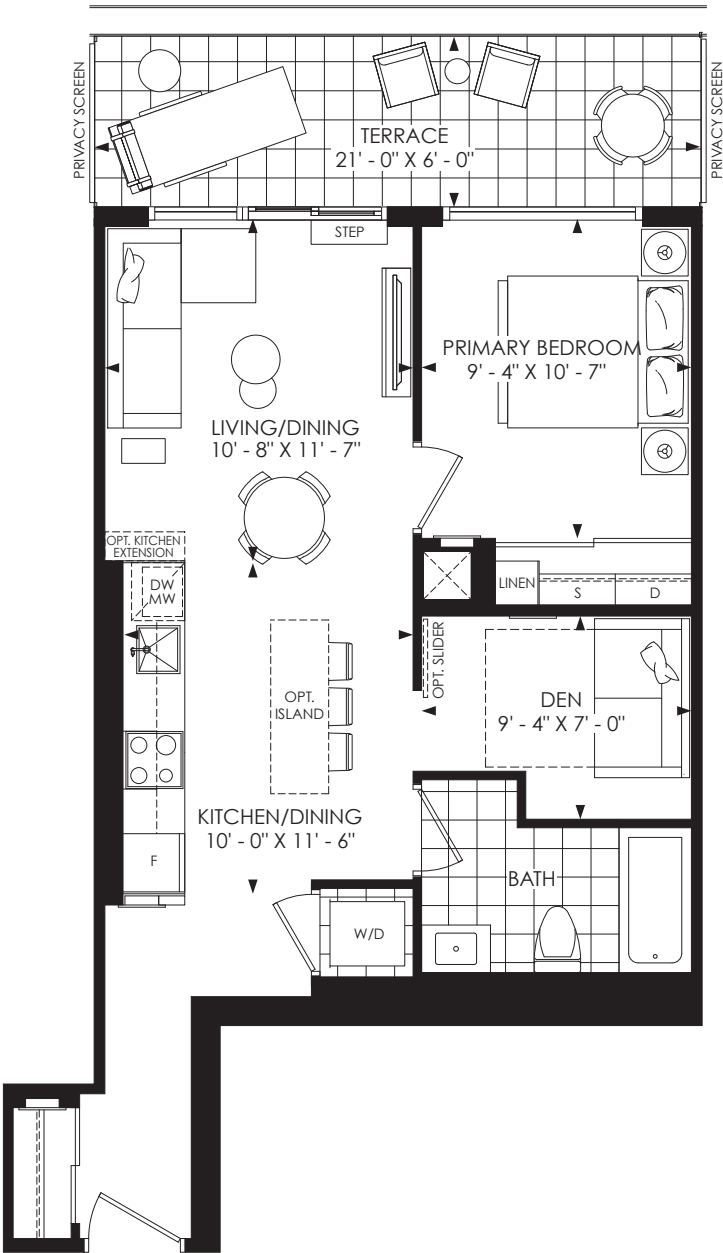 PRIVACY SCREEN
PRIVACY SCREEN
TERRACE
21' - 0" X 6' - 0"
STEP
PRIMARY BEDROOM
9' - 4" X 10' - 7"
LIVING/DINING
10' - 8" X 11' - 7"
OPT. KITCHEN
EXTENSION
DW
MW
LINEN
S
D
OPT. SLIDER
OPT.
ISLAND
DEN
9' - 4" X 7' - 0"
KITCHEN/DINING
10' - 0" X 11' - 6"
F
BATH
W/D